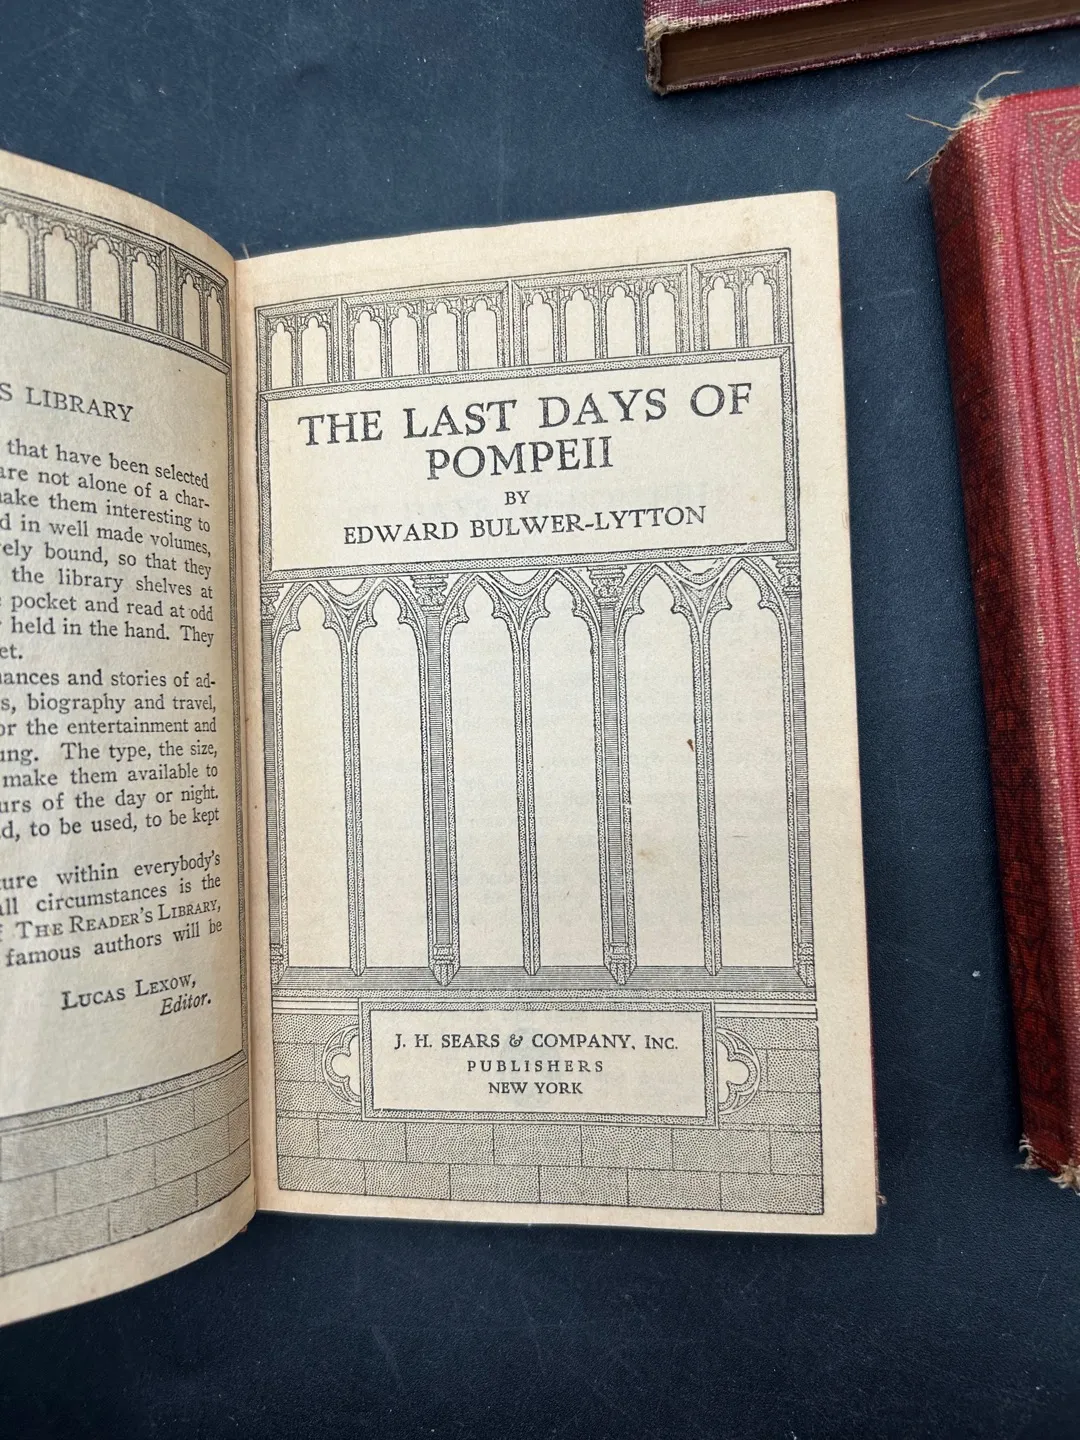 S LIBRARY
that have been selected
are not alone of a char-
make them interesting to
d in well made volumes,
ely bound, so that they
the library shelves at
pocket and read at odd
held in the hand. They
et.
ances and stories of ad-
s, biography and travel,
or the entertainment and
ung. The type, the size,
make them available to
urs of the day or night.
d, to be used, to be kept
ture within everybody's
all circumstances is the
THE READER'S LIBRARY,
famous authors will be
LUCAS LEXOW,
Editor.
THE LAST DAYS OF
POMPEII
BY
EDWARD BULWER-LYTTON
J. H. SEARS & COMPANY, INC.
PUBLISHERS
NEW YORK